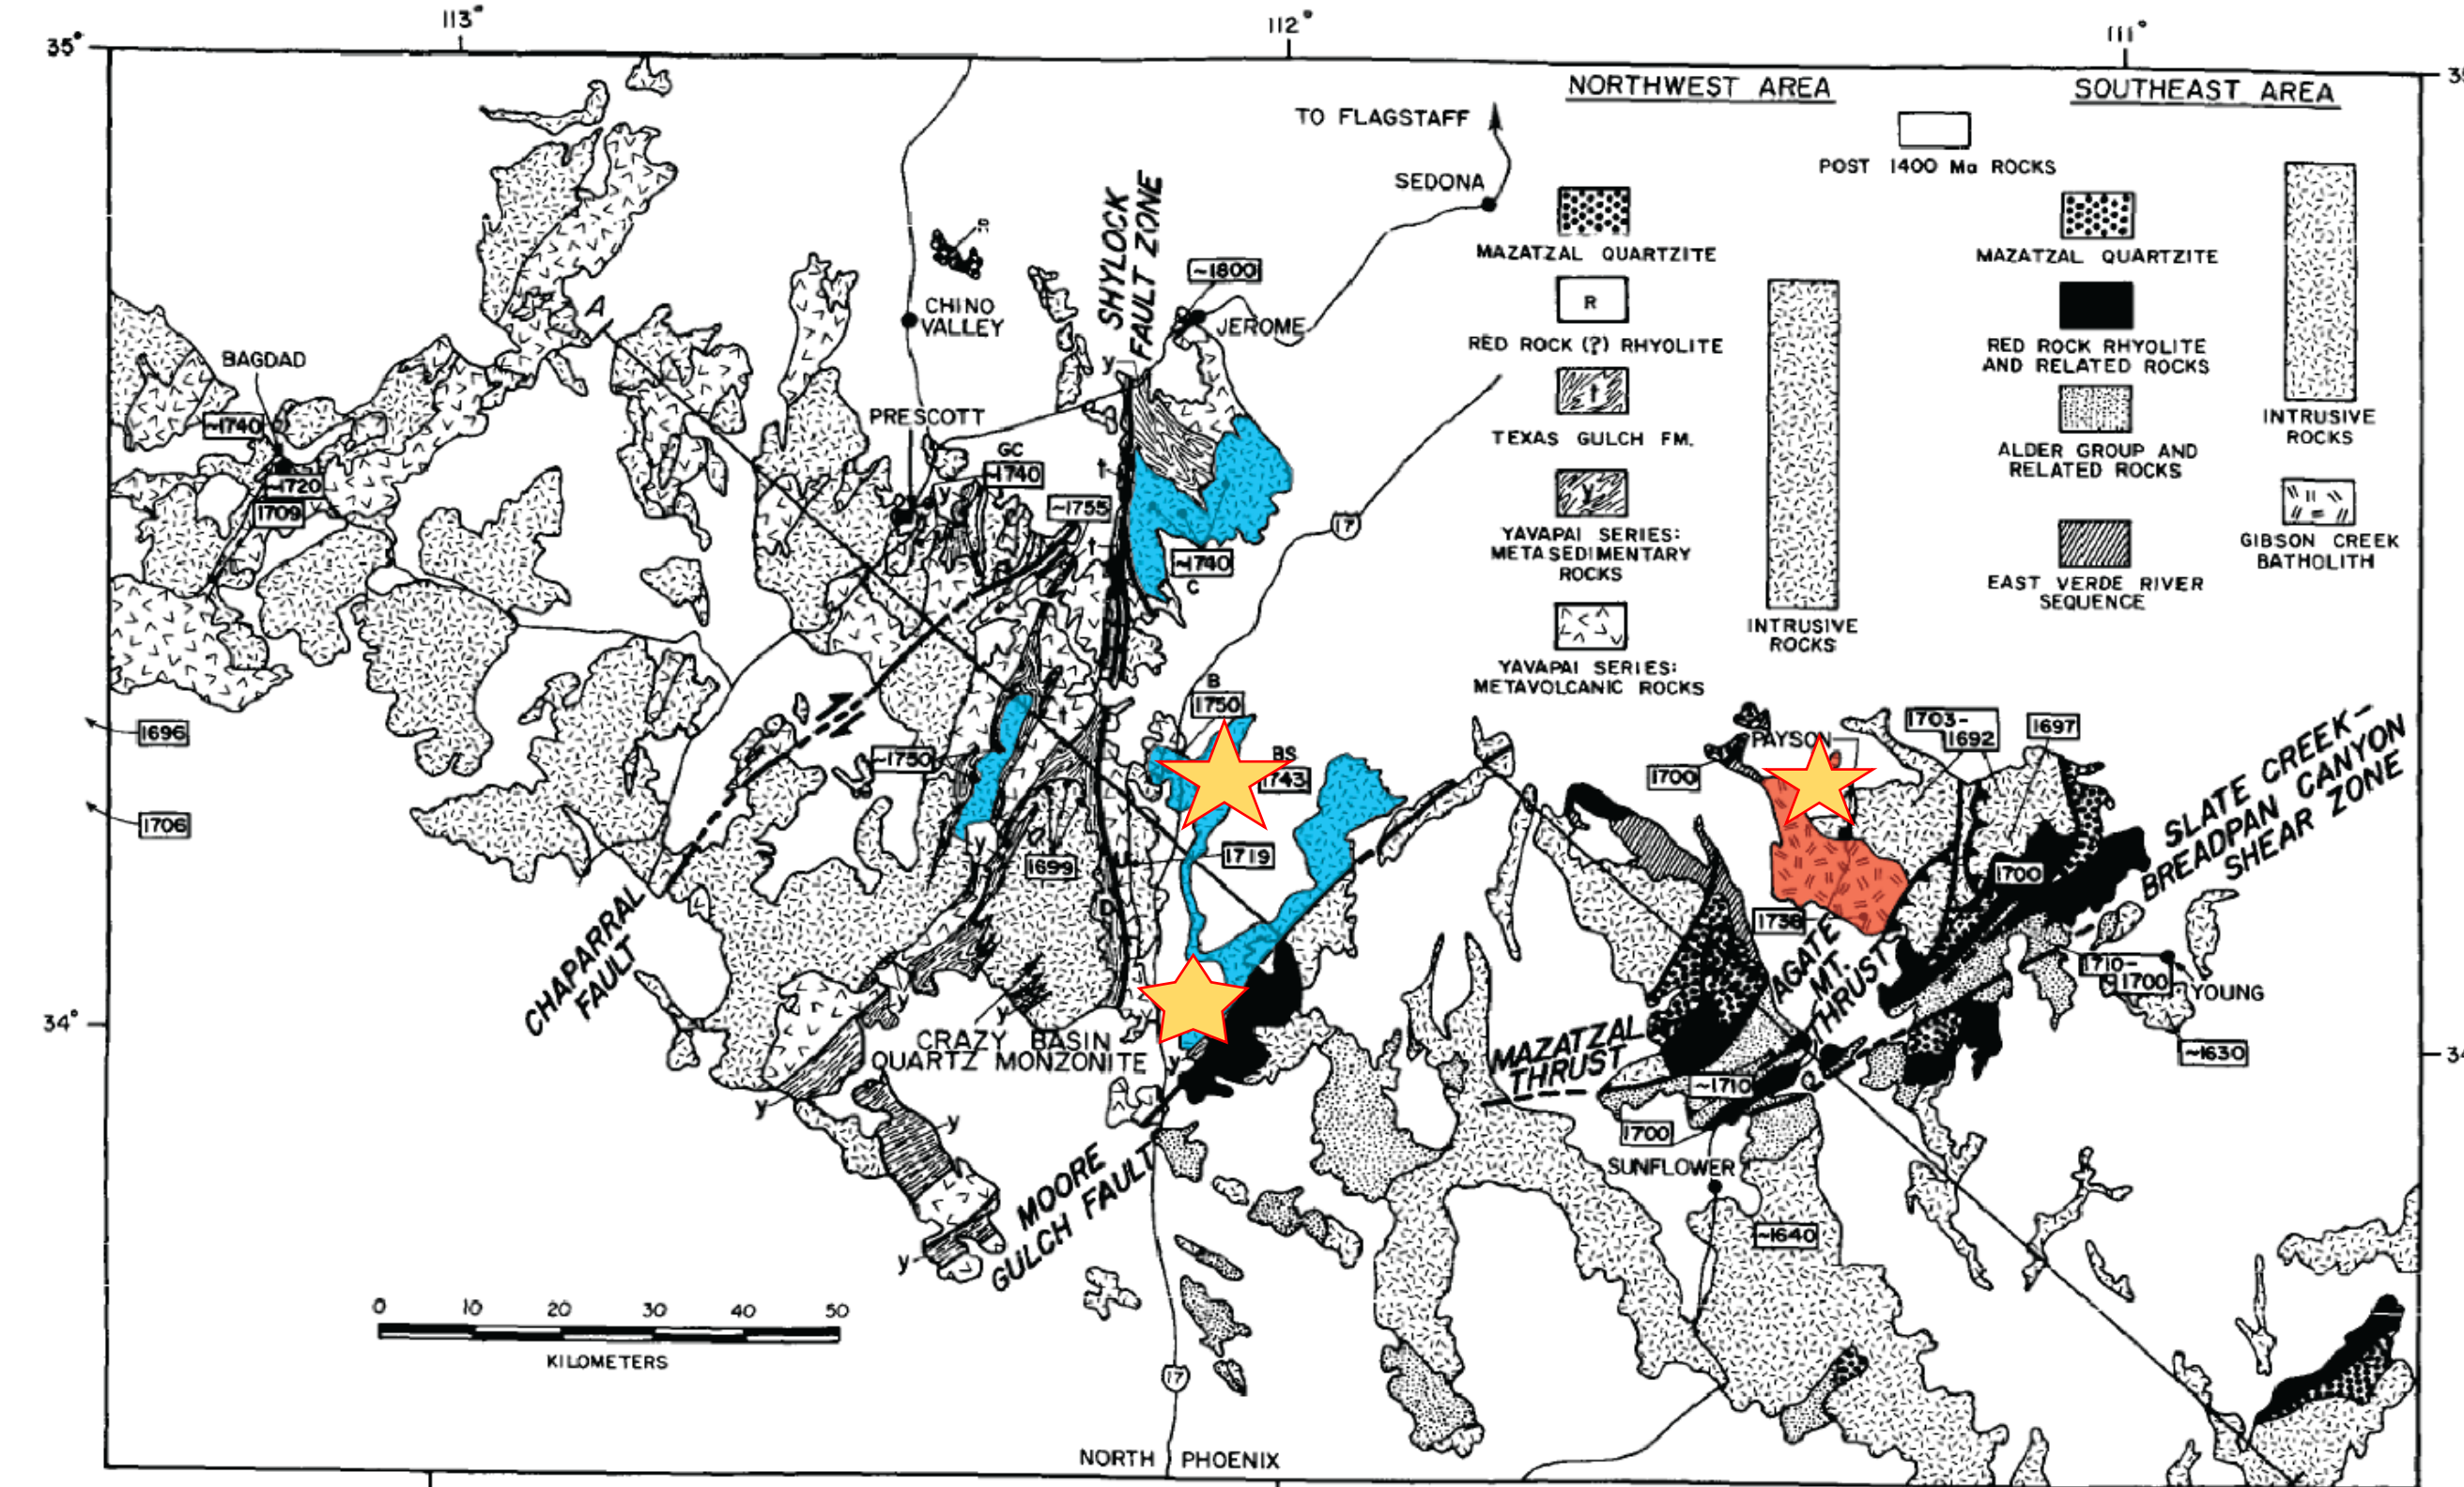 113°
112°
111°
35°
NORTHWEST AREA
SOUTHEAST AREA
TO FLAGSTAFF
POST 1400 Ma ROCKS
SEDONA
SHYLOCK
FAULT ZONE
MAZATZAL QUARTZITE
MAZATZAL QUARTZITE
~1800
CHINO
VALLEY
JEROME
R
A
RED ROCK (?) RHYOLITE
RED ROCK RHYOLITE
AND RELATED ROCKS
BAGDAD
y
t
PRESCOTT
~1740
TEXAS GULCH FM.
INTRUSIVE
ROCKS
ALDER GROUP AND
RELATED ROCKS
GC
~1740
t
~1720
y
y
1709
~1755
17
YAVAPAI SERIES:
METASEDIMENTARY
ROCKS
GIBSON CREEK
BATHOLITH
t
~1740
C
EAST VERDE RIVER
SEQUENCE
INTRUSIVE
ROCKS
YAVAPAI SERIES:
METAVOLCANIC ROCKS
B
1750
t
1696
~1750
BS
1743
PAYSON
1703-
1692
1697
1700
SLATE CREEK-
BREADPAN CANYON
SHEAR ZONE
1706
y
1719
1699
1700
D
1738
CHAPARRAL
FAULT
AGATE
MT.
THRUST
1710-
1700
YOUNG
34°
y
y
CRAZY BASIN
QUARTZ MONZONITE
MAZATZAL
THRUST
~1630
y
~1710
y
y
1700
MOORE
GULCH FAULT
SUNFLOWER
y
~1640
0 10 20 30 40 50
KILOMETERS
17
NORTH PHOENIX